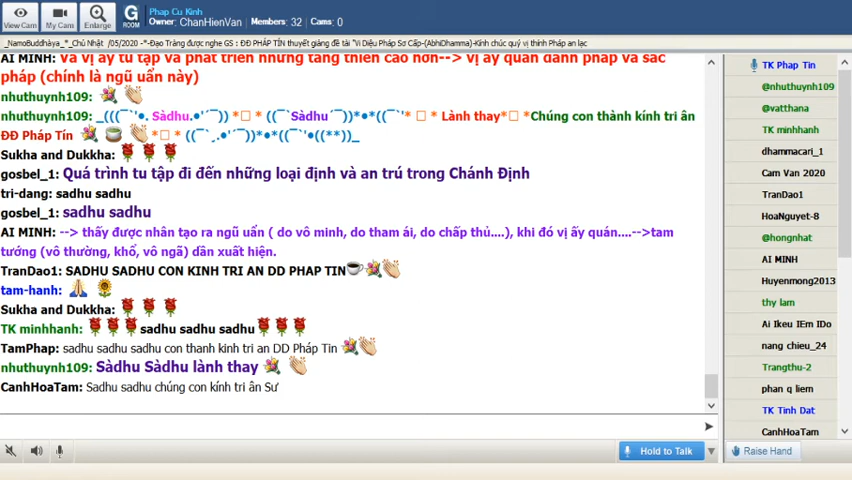 Phap Cu Kinh
Owner: ChanHienVan Members: 32 Cams: 0
View Cam My Cam Enlarge G ROOM
_NamoBuddhàya_*_Chủ Nhật /05/2020 -*-Đạo Tràng được nghe GS : ĐĐ PHÁP TÍN thuyết giảng đề tài "Vi Diệu Pháp Sơ Cấp-(AbhiDhamma)-Kính chúc quý vị thính Pháp an lạc
AI MINH: Và vị ấy tu tập và phát triển những tầng thiền cao hơn--> vị ấy quán danh pháp và sắc
pháp (chính là ngũ uẩn này)
nhuthuynh109:
nhuthuynh109: _(((¯`'•. Sàdhu.•'´¯)) *□ * ((¯`Sàdhu´¯))*•*((¯`'* □ * Lành thay*□ *Chúng con thành kính tri ân
ĐĐ Pháp Tín *□ * ((¯`¸.•'´¯))*•*((¯`'•((**))_
Sukha and Dukkha:
gosbel_1: Quá trình tu tập đi đến những loại định và an trú trong Chánh Định
tri-dang: sadhu sadhu
gosbel_1: sadhu sadhu
AI MINH: --> thấy được nhân tạo ra ngũ uẩn ( do vô minh, do tham ái, do chấp thủ....), khi đó vị ấy quán....-->tam
tướng (vô thường, khổ, vô ngã) dần xuất hiện.
TranDao1: SADHU SADHU CON KINH TRI AN DD PHAP TIN
tam-hanh:
Sukha and Dukkha:
TK minhhanh: sadhu sadhu sadhu
TamPhap: sadhu sadhu sadhu con thanh kinh tri an DD Pháp Tin
nhuthuynh109: Sàdhu Sàdhu lành thay
CanhHoaTam: Sadhu sadhu chúng con kính tri ân Sư
TK Phap Tin
@nhuthuynh109
@vatthana
TK minhhanh
dhammacari_1
Cam Van 2020
TranDao1
HoaNguyet-8
@hongnhat
AI MINH
Huyenmong2013
thy lam
Ai Ikeu IEm IDo
nang chieu_24
Trangthu-2
phan q liem
TK Tinh Dat
CanhHoaTam
Hold to Talk
Raise Hand